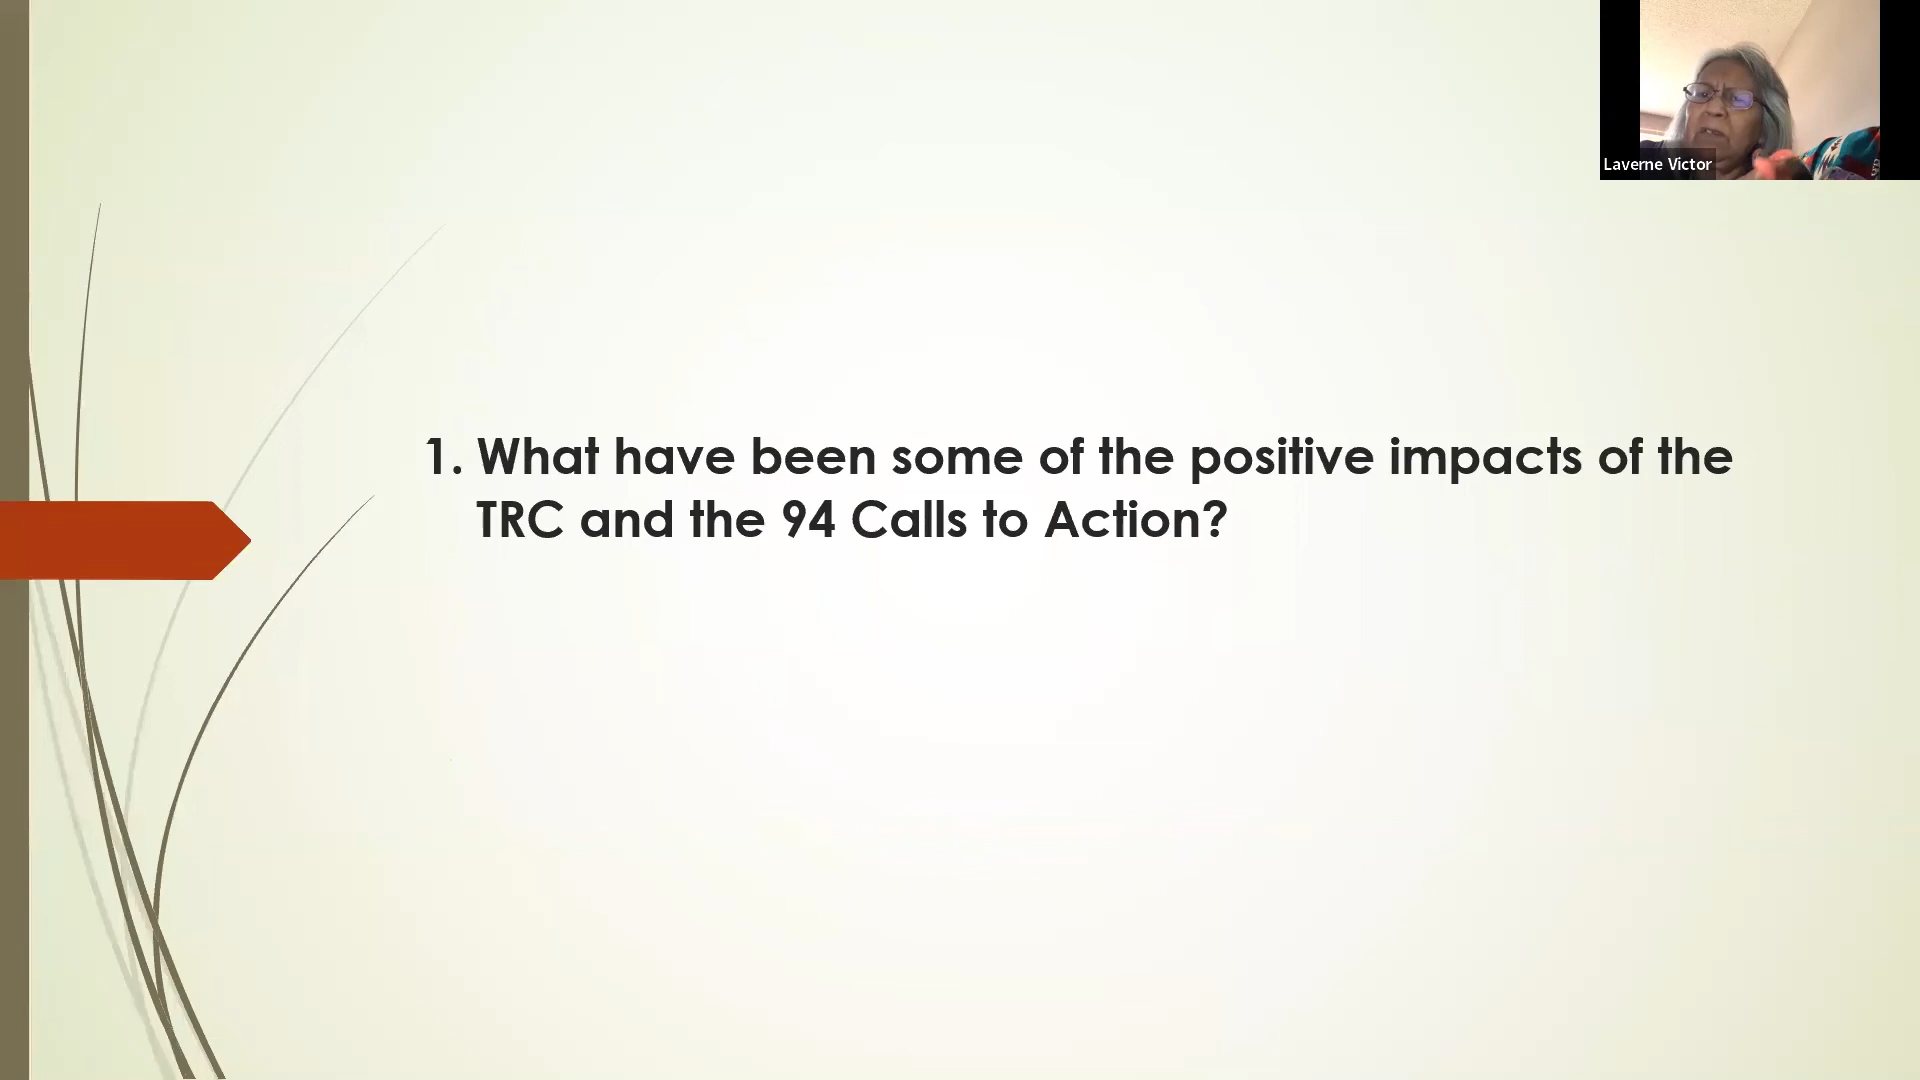 Laverne Victor
1. What have been some of the positive impacts of the
TRC and the 94 Calls to Action?